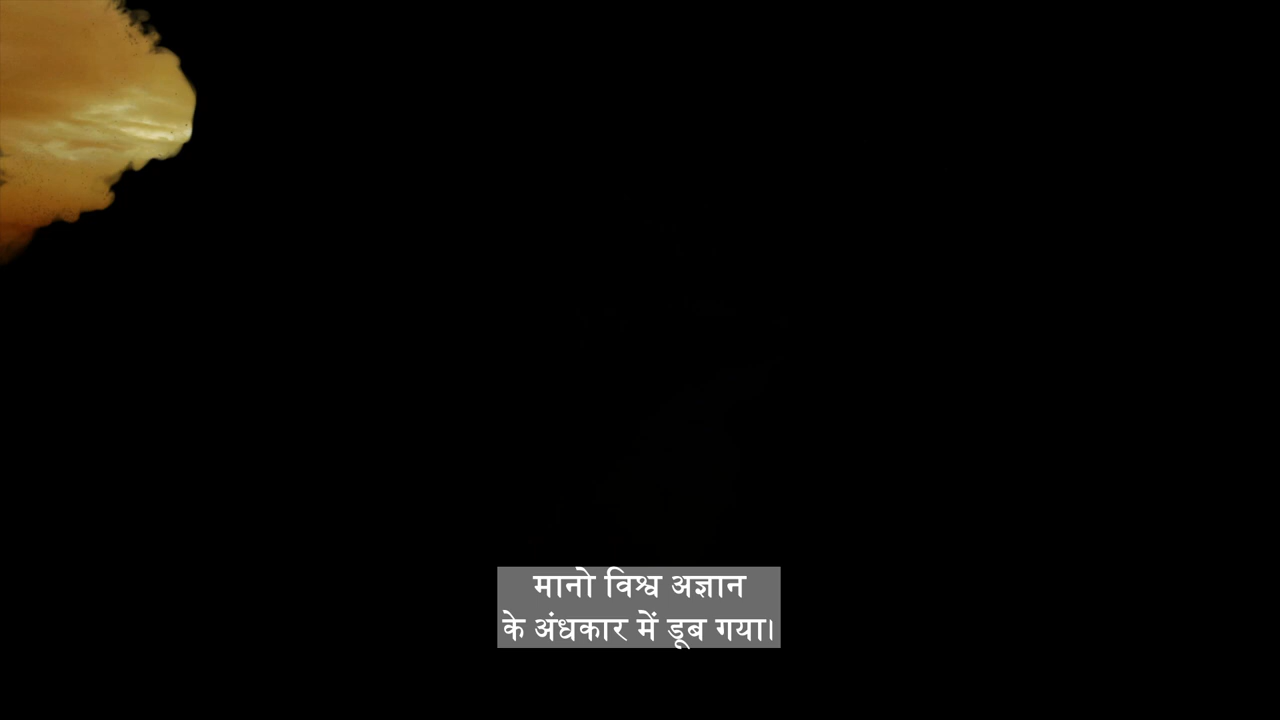 मानो विश्व अज्ञान
के अंधकार में डूब गया।